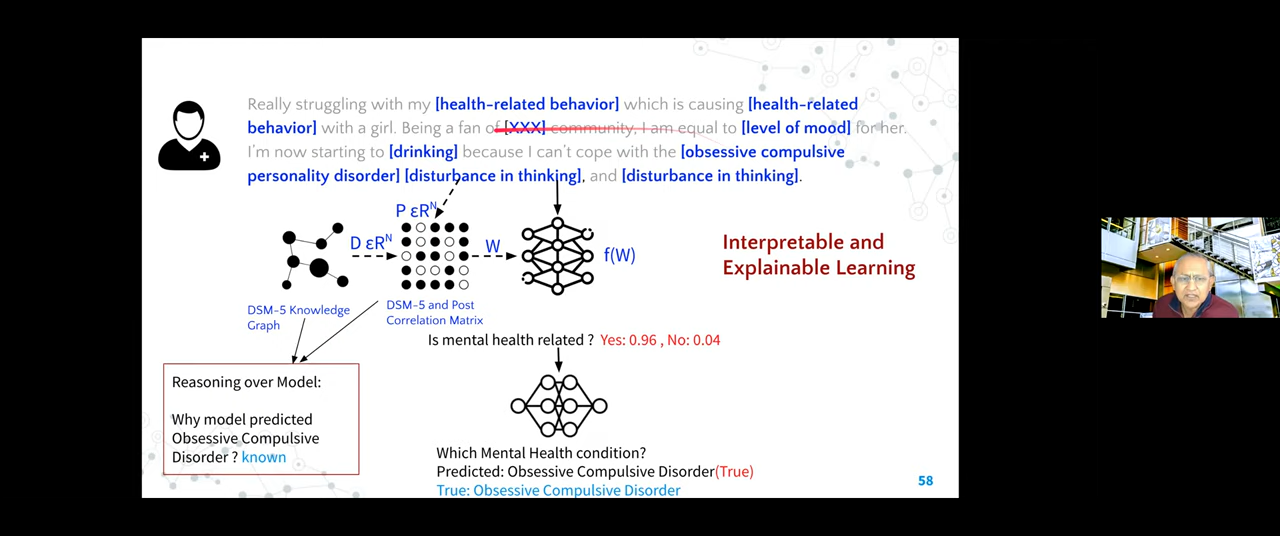 Really struggling with my [health-related behavior] which is causing [health-related
behavior] with a girl. Being a fan of [XXX] community, I am equal to [level of mood] for her.
I'm now starting to [drinking] because I can't cope with the [obsessive compulsive
personality disorder] [disturbance in thinking], and [disturbance in thinking].
P εRᴺ
D εRᴺ
W
f(W)
Interpretable and
Explainable Learning
DSM-5 Knowledge
Graph
DSM-5 and Post
Correlation Matrix
Is mental health related ? Yes: 0.96 , No: 0.04
Reasoning over Model:
Why model predicted
Obsessive Compulsive
Disorder ? known
Which Mental Health condition?
Predicted: Obsessive Compulsive Disorder(True)
True: Obsessive Compulsive Disorder
58